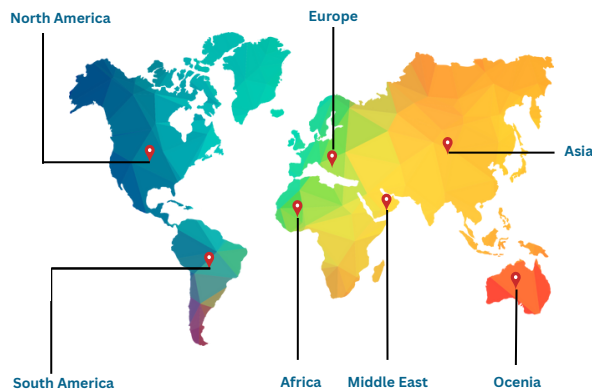 North America
Europe
Asia
South America
Africa
Middle East
Ocenia